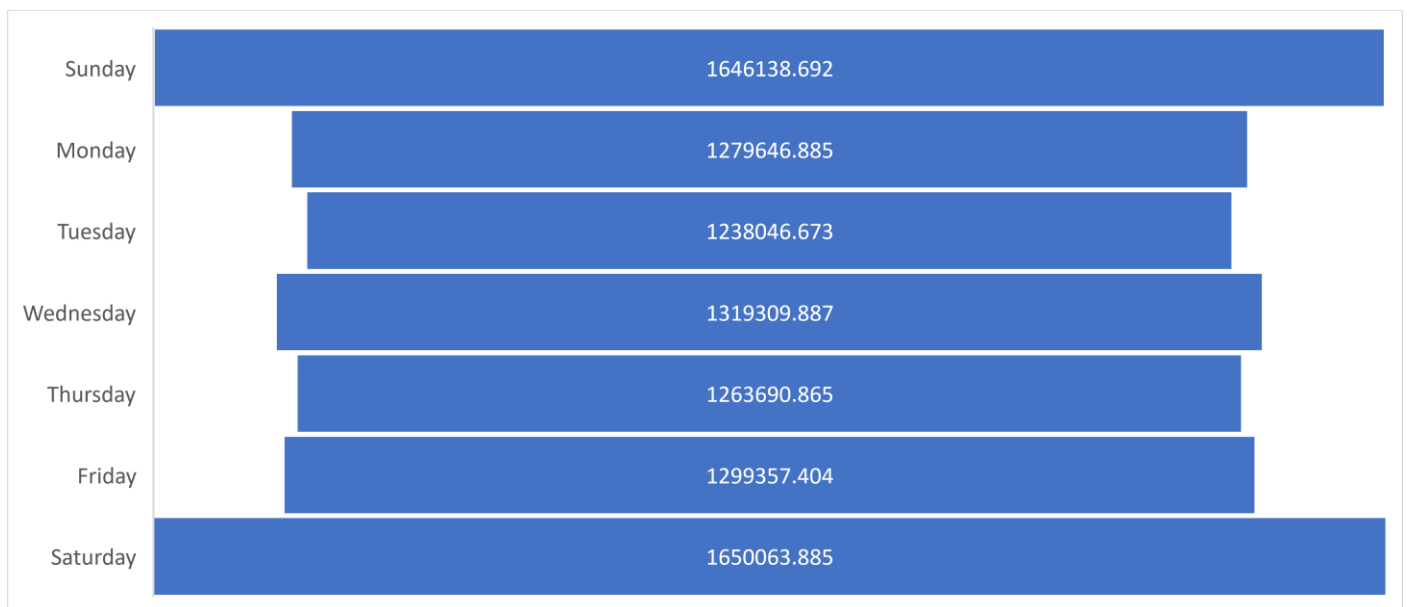 Sunday 1646138.692
Monday 1279646.885
Tuesday 1238046.673
Wednesday 1319309.887
Thursday 1263690.865
Friday 1299357.404
Saturday 1650063.885